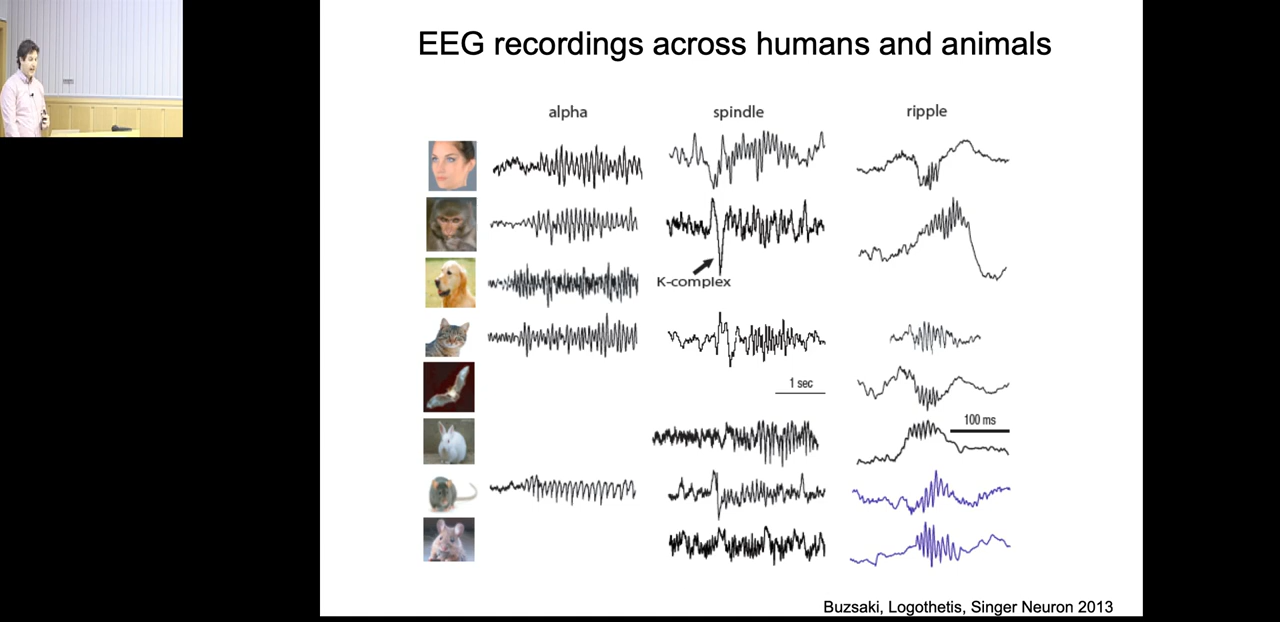 EEG recordings across humans and animals
alpha
spindle
ripple
K-complex
1 sec
100 ms
Buzsaki, Logothetis, Singer Neuron 2013